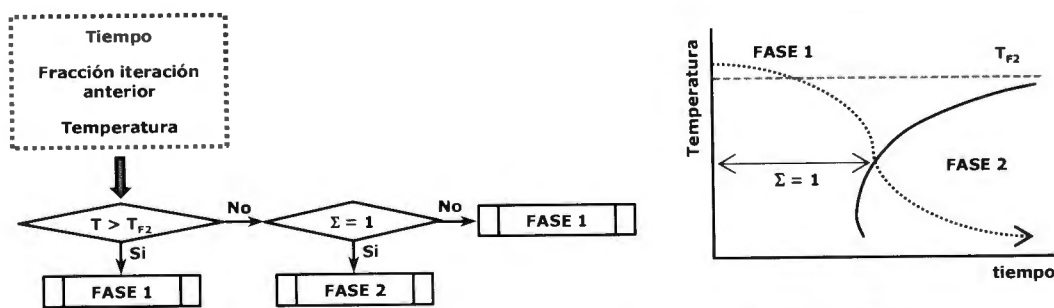 Tiempo
Fracción iteración
anterior
Temperatura
T > TF2
No
Σ = 1
No
FASE 1
Si
Si
FASE 1
FASE 2
Temperatura
FASE 1
TF2
Σ = 1
FASE 2
tiempo